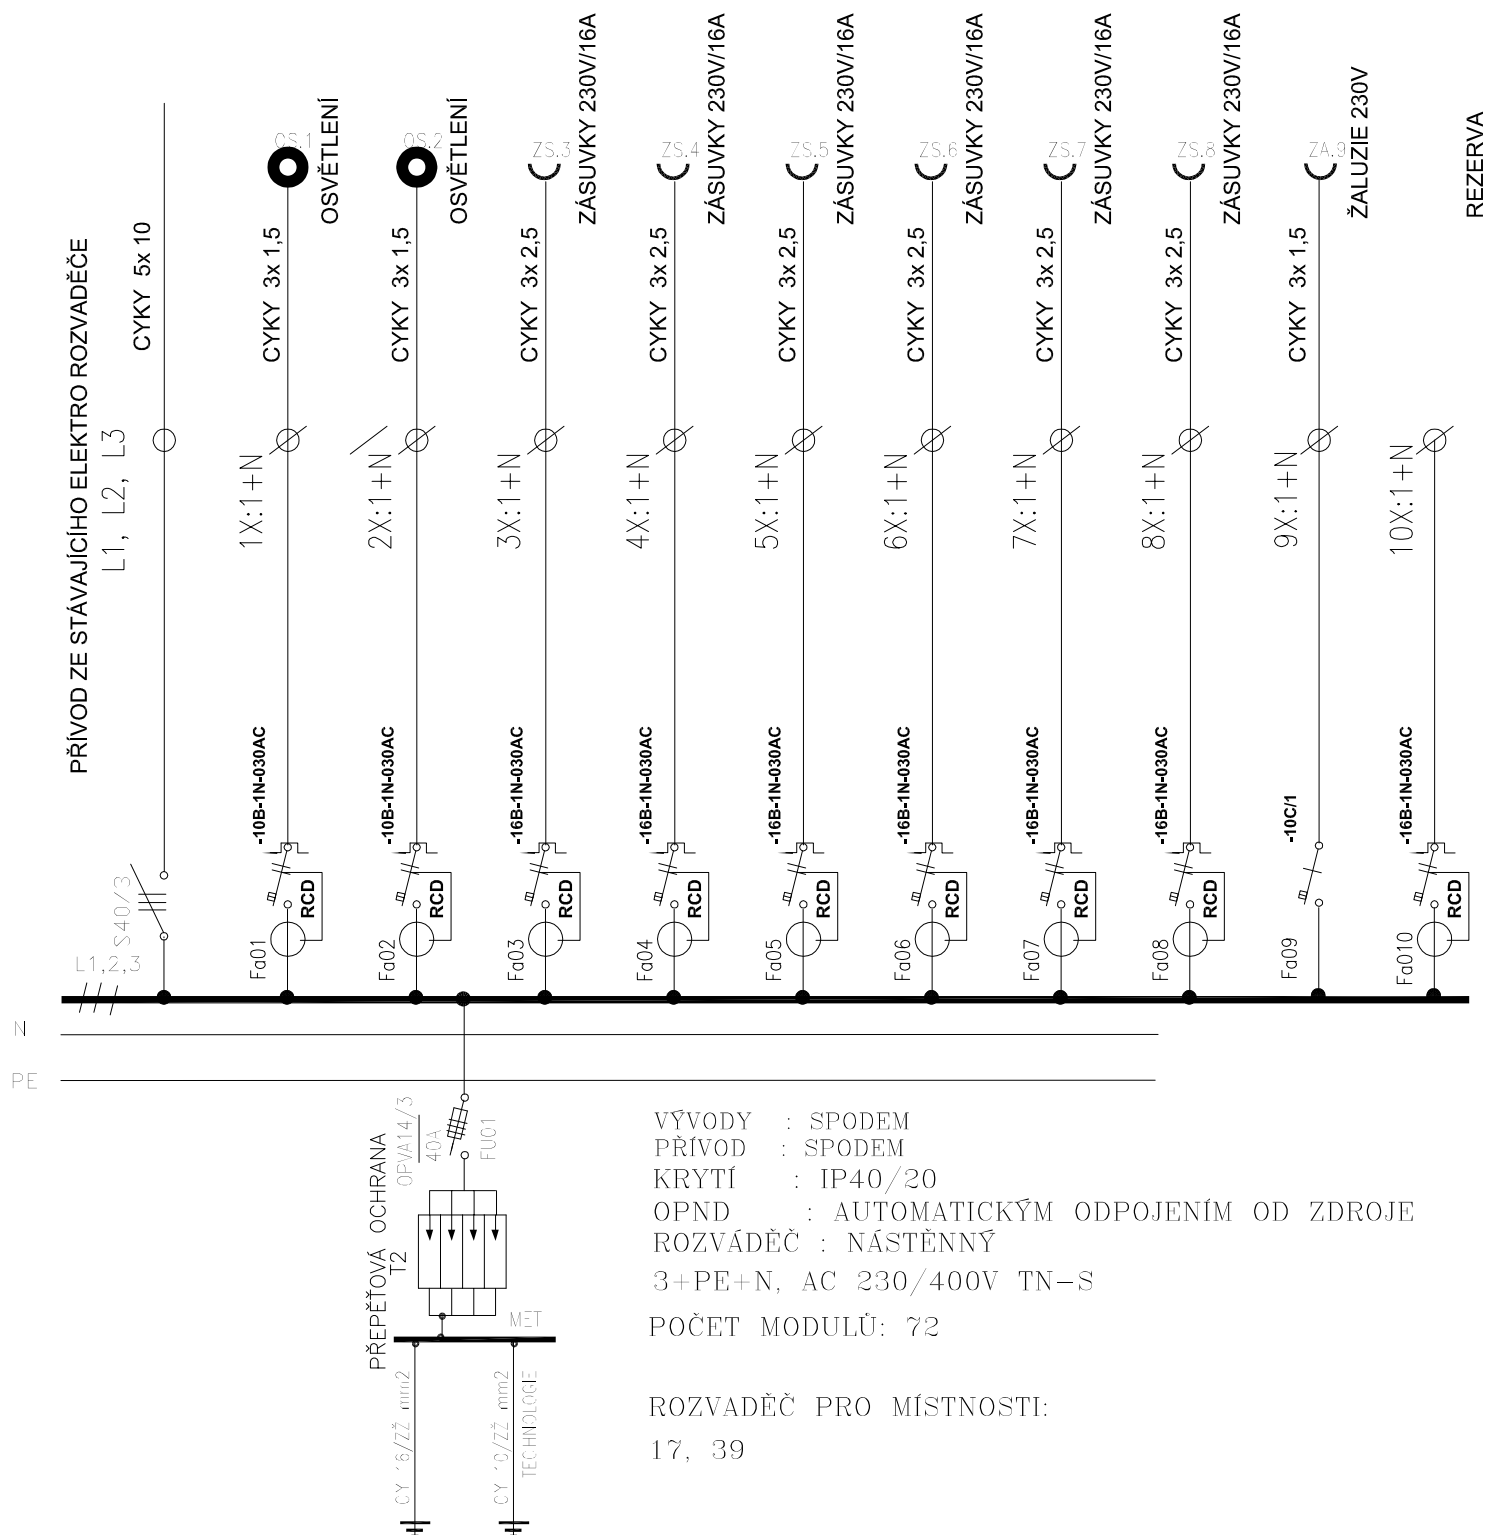 PŘÍVOD ZE STÁVAJÍCÍHO ELEKTRO ROZVADĚČE
L1, L2, L3
CYKY 5x 10
S40/3
L1,2,3
OS.1
OSVĚTLENÍ
CYKY 3x 1,5
1X:1+N
-10B-1N-030AC
RCD
Fa01
OS.2
OSVĚTLENÍ
CYKY 3x 1,5
2X:1+N
-10B-1N-030AC
RCD
Fa02
ZS.3
ZÁSUVKY 230V/16A
CYKY 3x 2,5
3X:1+N
-16B-1N-030AC
RCD
Fa03
ZS.4
ZÁSUVKY 230V/16A
CYKY 3x 2,5
4X:1+N
-16B-1N-030AC
RCD
Fa04
ZS.5
ZÁSUVKY 230V/16A
CYKY 3x 2,5
5X:1+N
-16B-1N-030AC
RCD
Fa05
ZS.6
ZÁSUVKY 230V/16A
CYKY 3x 2,5
6X:1+N
-16B-1N-030AC
RCD
Fa06
ZS.7
ZÁSUVKY 230V/16A
CYKY 3x 2,5
7X:1+N
-16B-1N-030AC
RCD
Fa07
ZS.8
ZÁSUVKY 230V/16A
CYKY 3x 2,5
8X:1+N
-16B-1N-030AC
RCD
Fa08
ZA.9
ŽALUZIE 230V
CYKY 3x 1,5
9X:1+N
-10C/1
Fa09
REZERVA
10X:1+N
-16B-1N-030AC
RCD
Fa010
N
PE
OPVA14/3
40A
FU01
PŘEPĚŤOVÁ OCHRANA
T2
MET
CY 16/ZŽ mm2
CY 10/ZŽ mm2
TECHNOLOGIE
VÝVODY : SPODEM
PŘÍVOD : SPODEM
KRYTÍ : IP40/20
OPND : AUTOMATICKÝM ODPOJENÍM OD ZDROJE
ROZVÁDĚČ : NÁSTĚNNÝ
3+PE+N, AC 230/400V TN-S
POČET MODULŮ: 72
ROZVADĚČ PRO MÍSTNOSTI:
17, 39